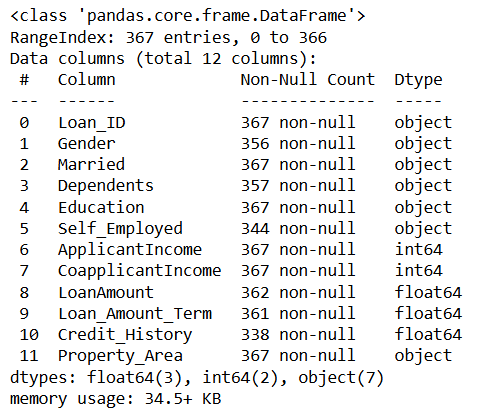 <class 'pandas.core.frame.DataFrame'>
RangeIndex: 367 entries, 0 to 366
Data columns (total 12 columns):
 #   Column             Non-Null Count  Dtype
---  ------             --------------  -----
 0   Loan_ID            367 non-null    object
 1   Gender             356 non-null    object
 2   Married            367 non-null    object
 3   Dependents         357 non-null    object
 4   Education          367 non-null    object
 5   Self_Employed      344 non-null    object
 6   ApplicantIncome    367 non-null    int64
 7   CoapplicantIncome  367 non-null    int64
 8   LoanAmount         362 non-null    float64
 9   Loan_Amount_Term   361 non-null    float64
 10  Credit_History     338 non-null    float64
 11  Property_Area      367 non-null    object
dtypes: float64(3), int64(2), object(7)
memory usage: 34.5+ KB